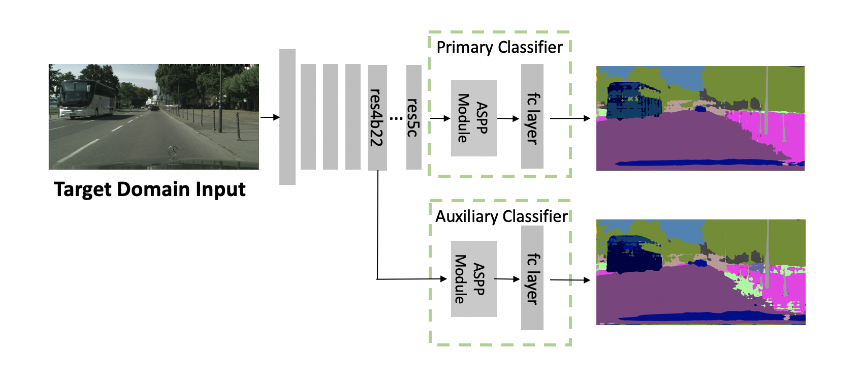 Primary Classifier
res4b22
...
res5c
ASPP
Module
fc layer
Target Domain Input
Auxiliary Classifier
ASPP
Module
fc layer